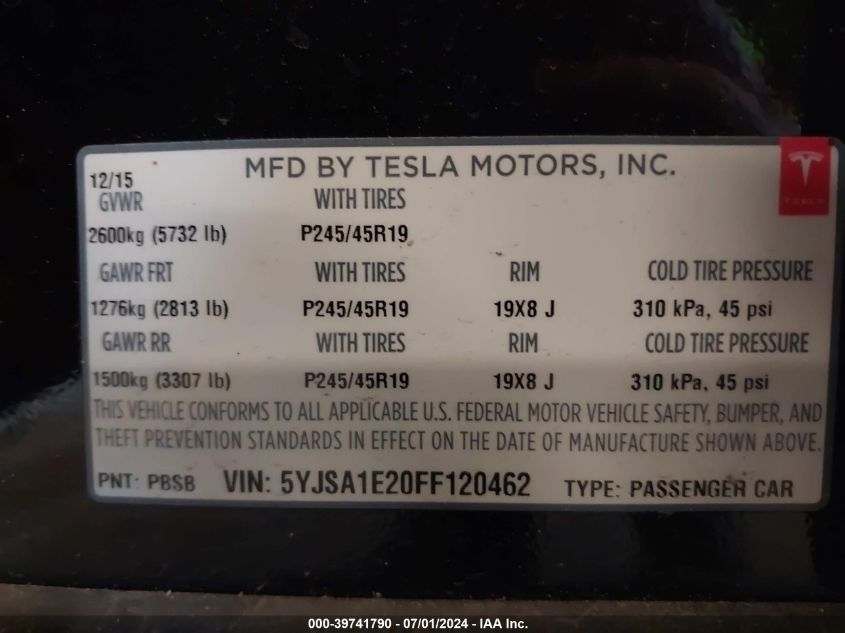 MFD BY TESLA MOTORS, INC.
12/15
GVWR WITH TIRES
TESLA
2600kg (5732 lb) P245/45R19
GAWR FRT WITH TIRES RIM COLD TIRE PRESSURE
1276kg (2813 lb) P245/45R19 19X8 J 310 kPa, 45 psi
GAWR RR WITH TIRES RIM COLD TIRE PRESSURE
1500kg (3307 lb) P245/45R19 19X8 J 310 kPa, 45 psi
THIS VEHICLE CONFORMS TO ALL APPLICABLE U.S. FEDERAL MOTOR VEHICLE SAFETY, BUMPER, AND
THEFT PREVENTION STANDARDS IN EFFECT ON THE DATE OF MANUFACTURE SHOWN ABOVE.
PNT: PBSB VIN: 5YJSA1E20FF120462 TYPE: PASSENGER CAR
000-39741790 - 07/01/2024 - IAA Inc.